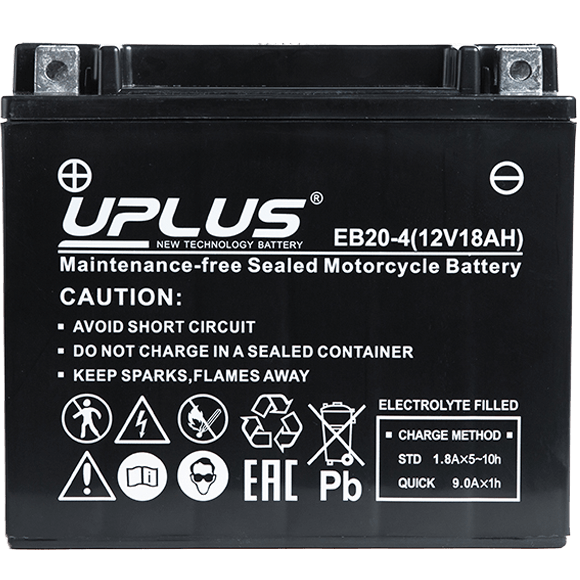 UPLUS®
NEW TECHNOLOGY BATTERY
EB20-4(12V18AH)
Maintenance-free Sealed Motorcycle Battery
CAUTION:
▪ AVOID SHORT CIRCUIT
▪ DO NOT CHARGE IN A SEALED CONTAINER
▪ KEEP SPARKS,FLAMES AWAY
ELECTROLYTE FILLED
▪ CHARGE METHOD ▪
STD 1.8A×5~10h
QUICK 9.0A×1h
EAC Pb